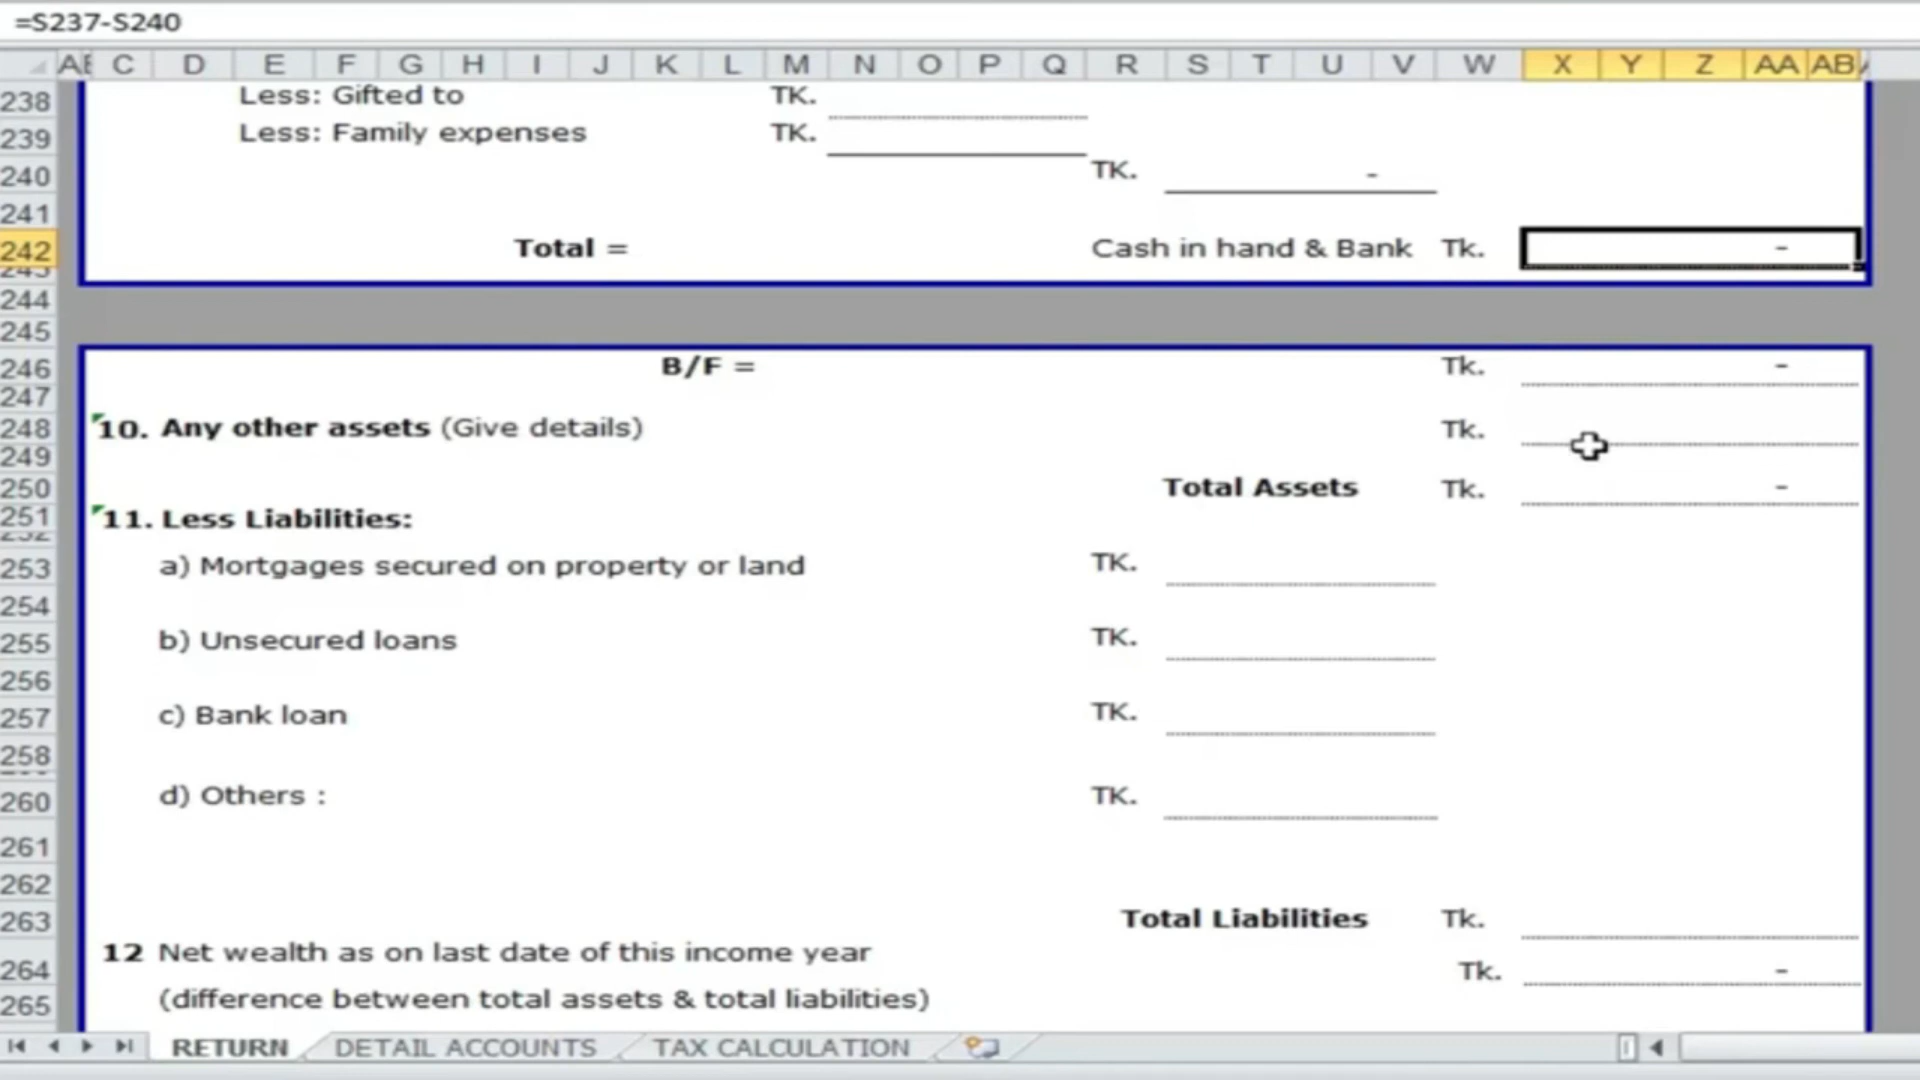 =S237-S240
C D E F G H I J K L M N O P Q R S T U V W X Y Z AA AB
238 Less: Gifted to TK.
239 Less: Family expenses TK.
240 TK. -
241
242 Total = Cash in hand & Bank Tk. -
244
245
246 B/F = Tk. -
247
248 10. Any other assets (Give details) Tk.
249
250 Total Assets Tk. -
251 11. Less Liabilities:
253 a) Mortgages secured on property or land TK.
254
255 b) Unsecured loans TK.
256
257 c) Bank loan TK.
258
260 d) Others : TK.
261
262
263 Total Liabilities Tk.
12 Net wealth as on last date of this income year
264 Tk. -
265 (difference between total assets & total liabilities)
RETURN DETAIL ACCOUNTS TAX CALCULATION